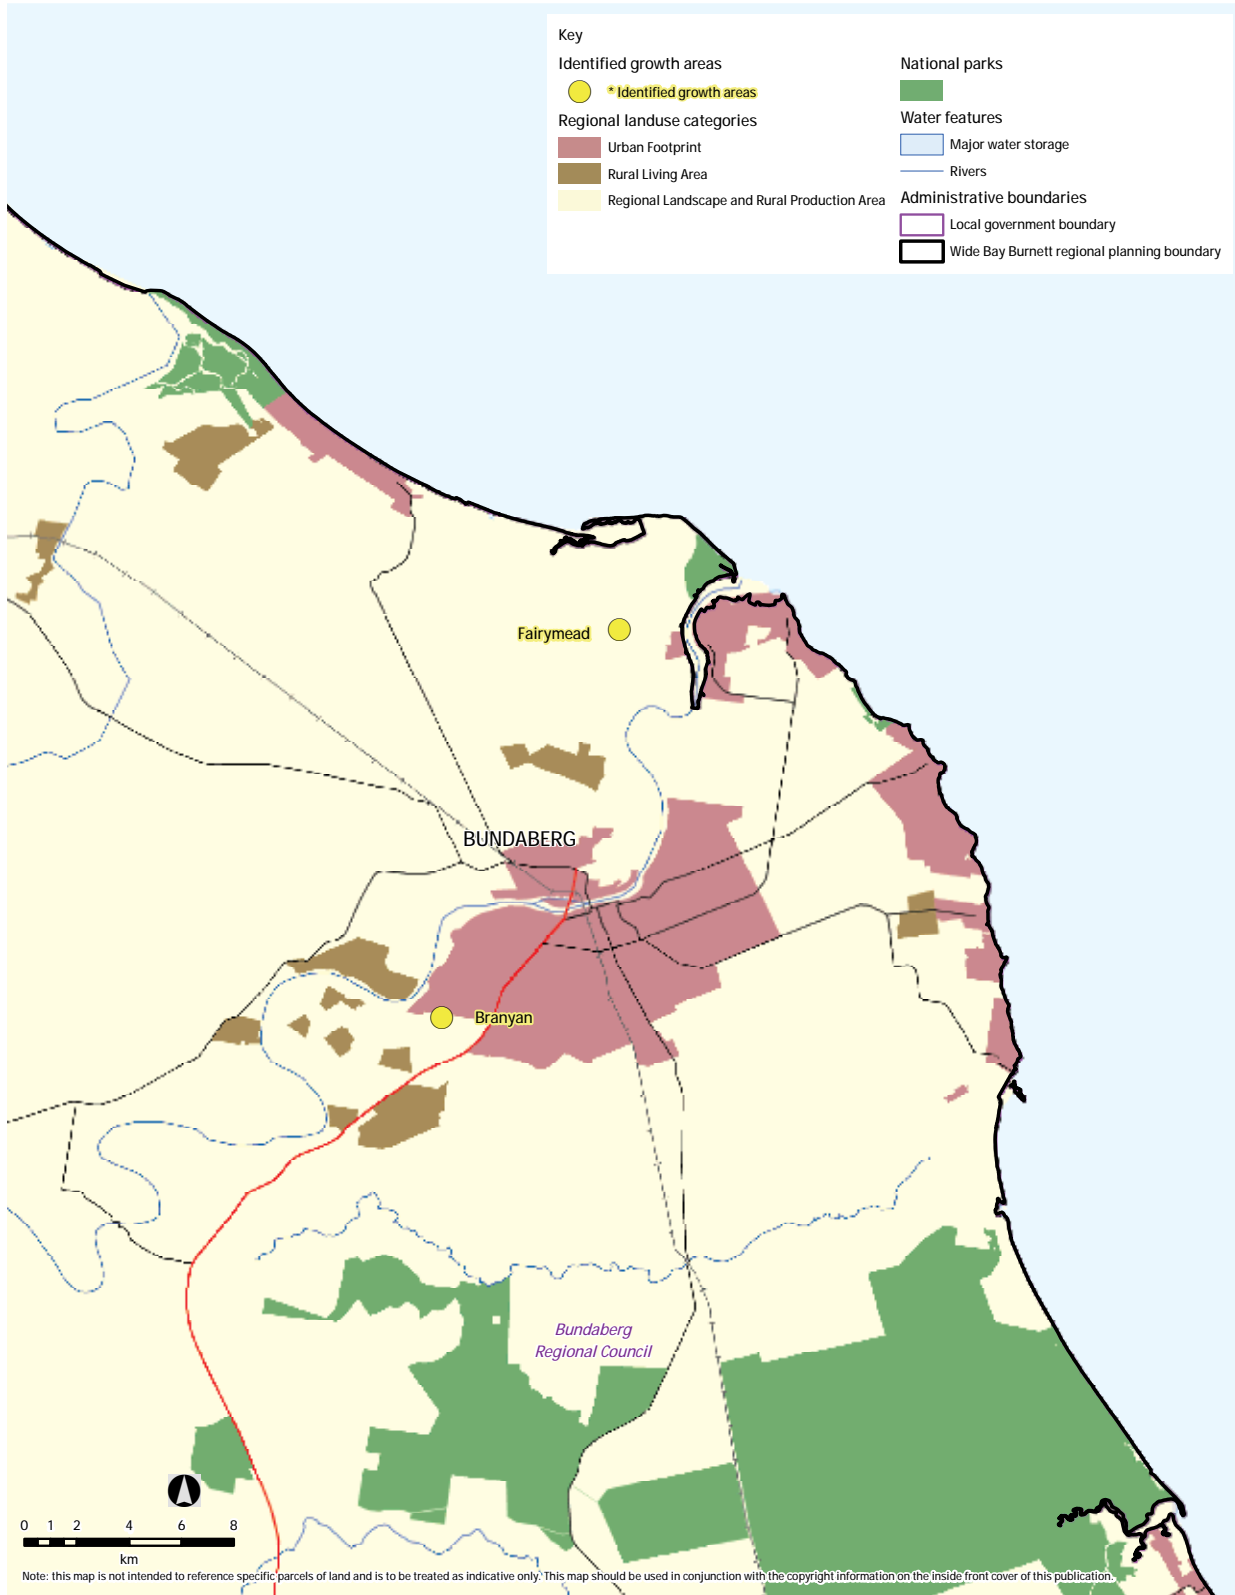 Key
Identified growth areas
* Identified growth areas
Regional landuse categories
Urban Footprint
Rural Living Area
Regional Landscape and Rural Production Area
National parks
Water features
Major water storage
Rivers
Administrative boundaries
Local government boundary
Wide Bay Burnett regional planning boundary
Fairymead
BUNDABERG
Branyan
Bundaberg
Regional Council
0 1 2 4 6 8
km
Note: this map is not intended to reference specific parcels of land and is to be treated as indicative only. This map should be used in conjunction with the copyright information on the inside front cover of this publication.